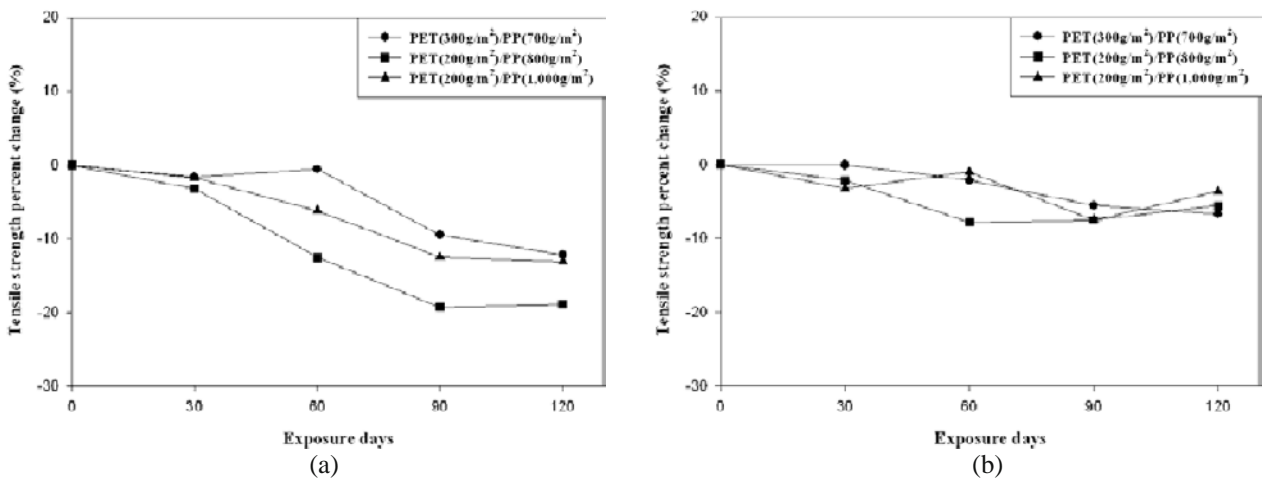 20
10
0
-10
-20
-30
0
30
60
90
120
Tensile strength percent change (%)
Exposure days
PET(300g/m²)/PP(700g/m²)
PET(200g/m²)/PP(800g/m²)
PET(200g/m²)/PP(1,000g/m²)
(a)
20
10
0
-10
-20
-30
0
30
60
90
120
Tensile strength percent change (%)
Exposure days
PET(300g/m²)/PP(700g/m²)
PET(200g/m²)/PP(800g/m²)
PET(200g/m²)/PP(1,000g/m²)
(b)